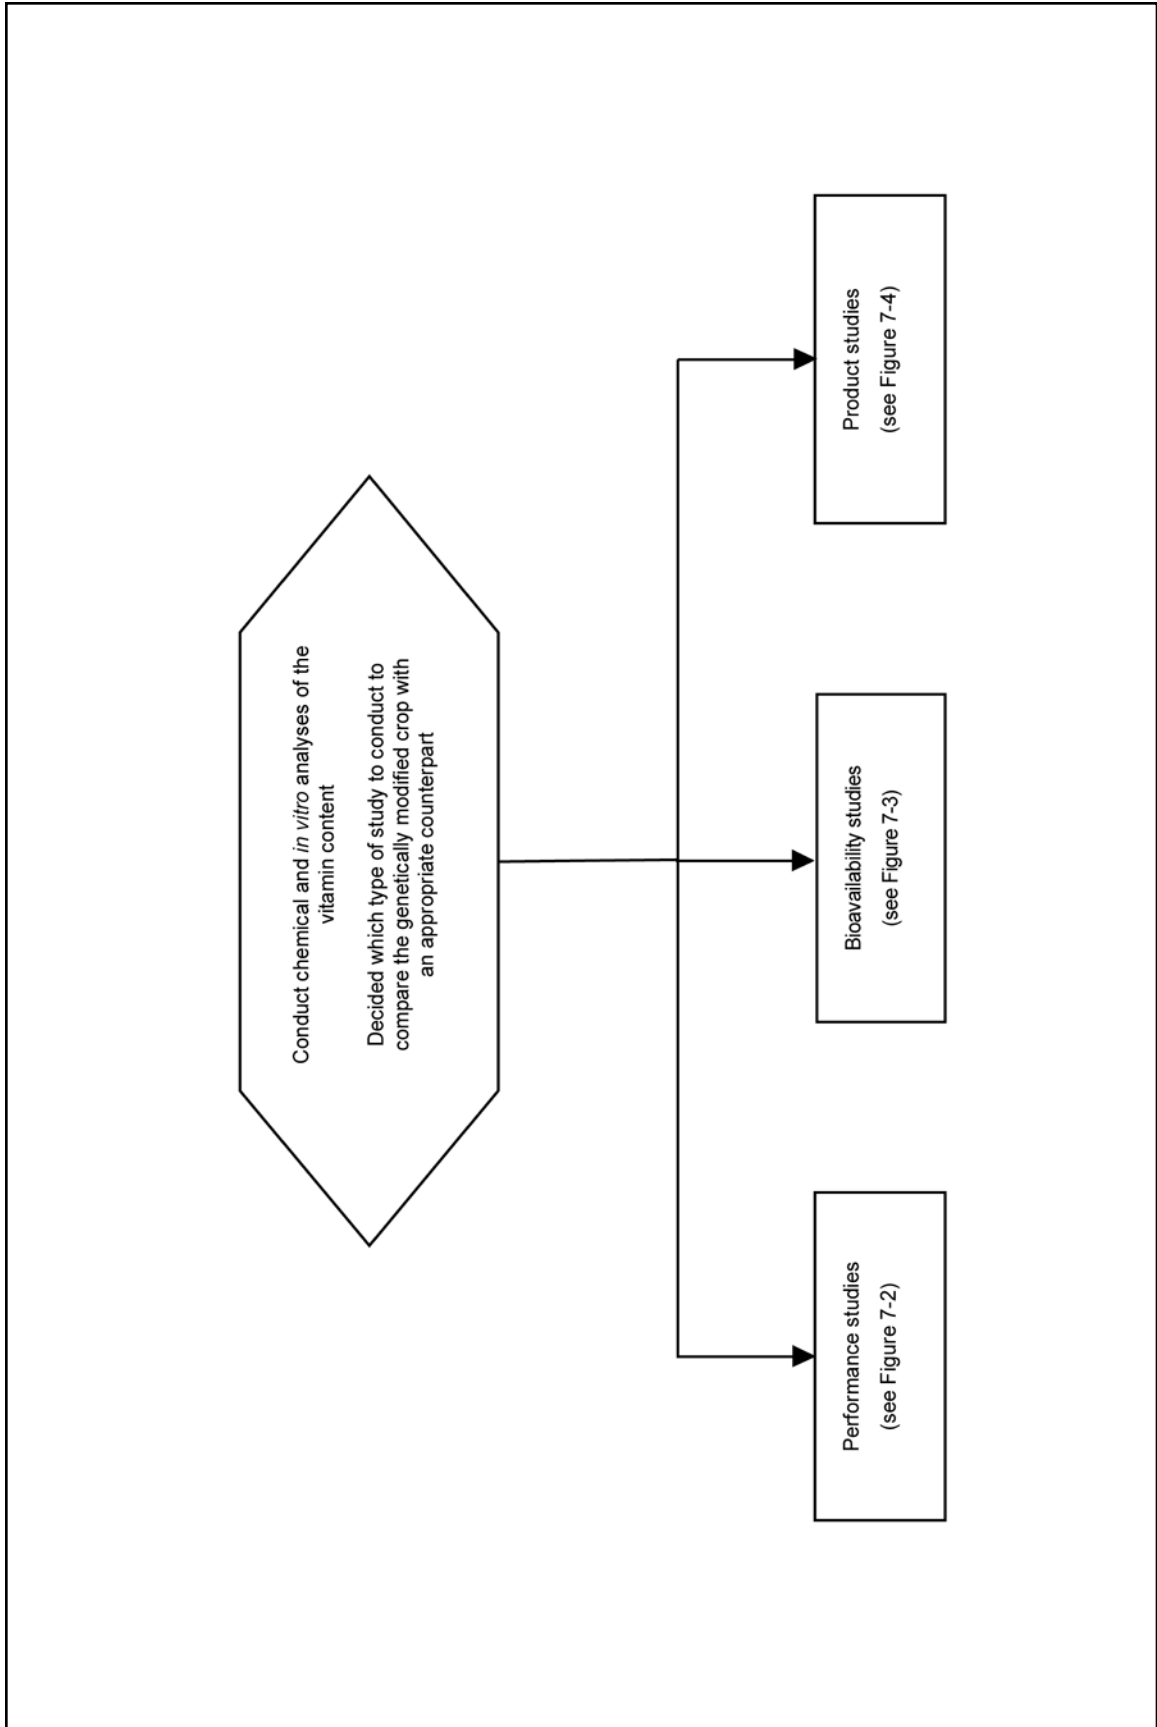 Conduct chemical and in vitro analyses of the
vitamin content
Decided which type of study to conduct to
compare the genetically modified crop with
an appropriate counterpart
Performance studies
(see Figure 7-2)
Bioavailability studies
(see Figure 7-3)
Product studies
(see Figure 7-4)